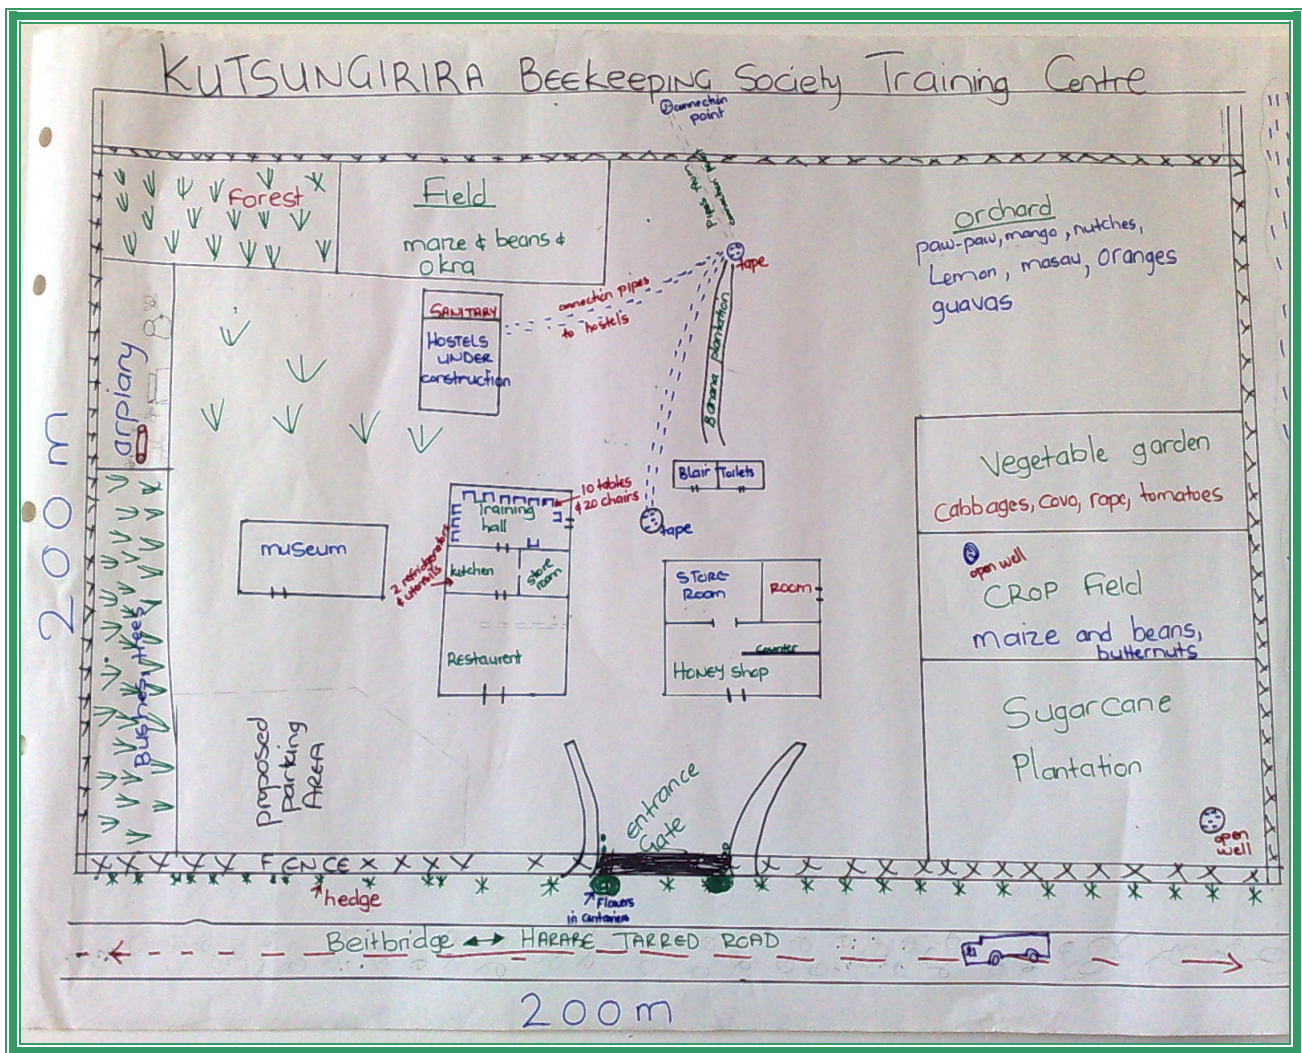 KUTSUNGIRIRA BEEKEEPING SOCIETY TRAINING CENTRE
connection
point
Pipes from
connection point
Forest
Field
maize & beans &
okra
orchard
paw-paw, mango, nutches,
Lemon, masau, oranges
guavas
tape
connection pipes
to hostels
SANITARY
HOSTELS
UNDER
construction
Banana plantation
arpiary
200m
Vegetable garden
cabbages, covo, rape, tomatoes
Blair Toilets
10 tables
& 20 chairs
Training
hall
tape
museum
2 refridgerators
& utensils
kitchen
store
room
STORE
ROOM
ROOM
open well
CROP Field
maize and beans,
butternuts
Bushes, trees
Restaurent
counter
HONEY SHOP
Sugarcane
Plantation
proposed
parking
AREA
entrance
Gate
open
well
FENCE
hedge
Flowers
in containers
Beitbridge ↔ HARARE TARRED ROAD
200m